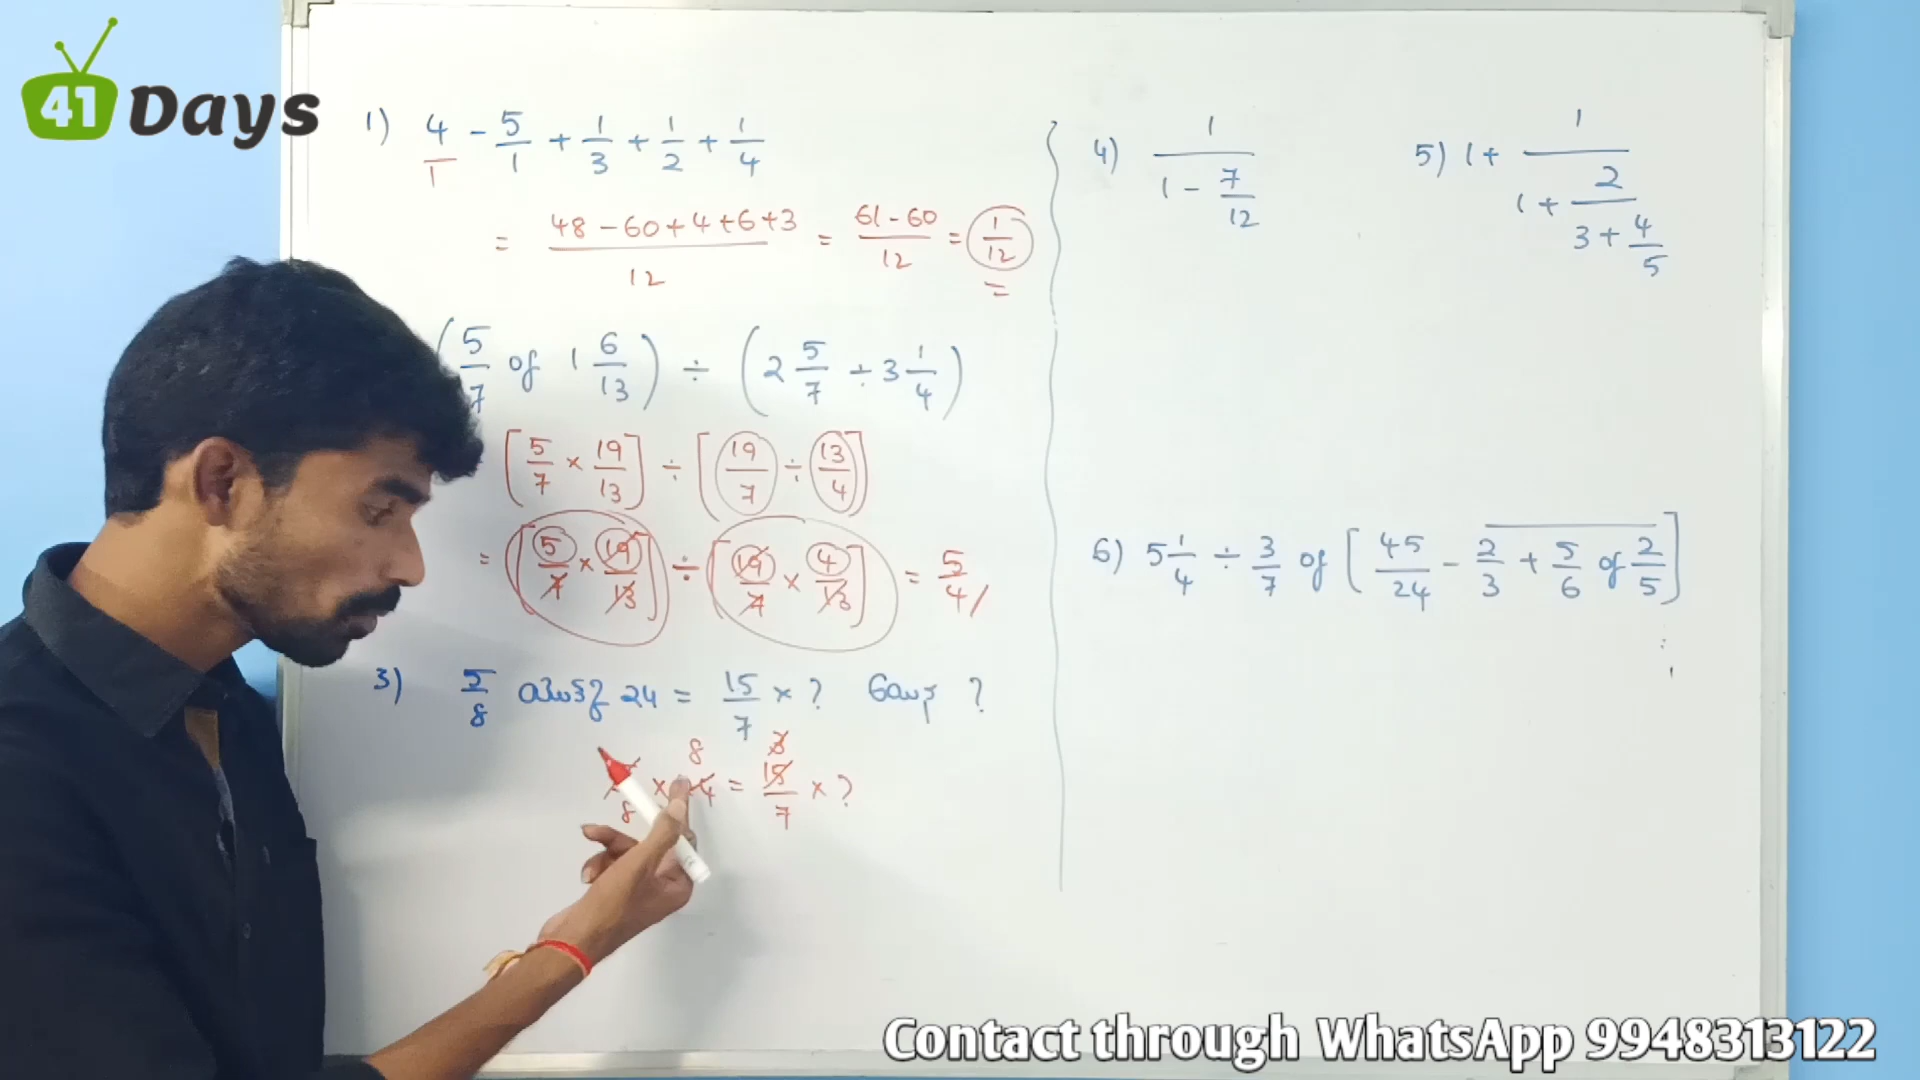 41 Days
1) 4/1 - 5/1 + 1/3 + 1/2 + 1/4
= (48 - 60 + 4 + 6 + 3)/12 = (61 - 60)/12 = 1/12
=
(5/7 of 1 6/13) ÷ (2 5/7 ÷ 3 1/4)
[5/7 × 19/13] ÷ [19/7 ÷ 13/4]
= [5/7 × 19/13] ÷ [19/7 × 4/13] = 5/4
3) 5/8 24 = 15/7 × ? ?
8 3
8 × = 15/7 × ?
4) 1/(1 - 7/12)
5) 1 + 1/(1 + 2/(3 + 4/5))
6) 5 1/4 ÷ 3/7 of [45/24 - 2/3 + 5/6 of 2/5]
Contact through WhatsApp 9948313122